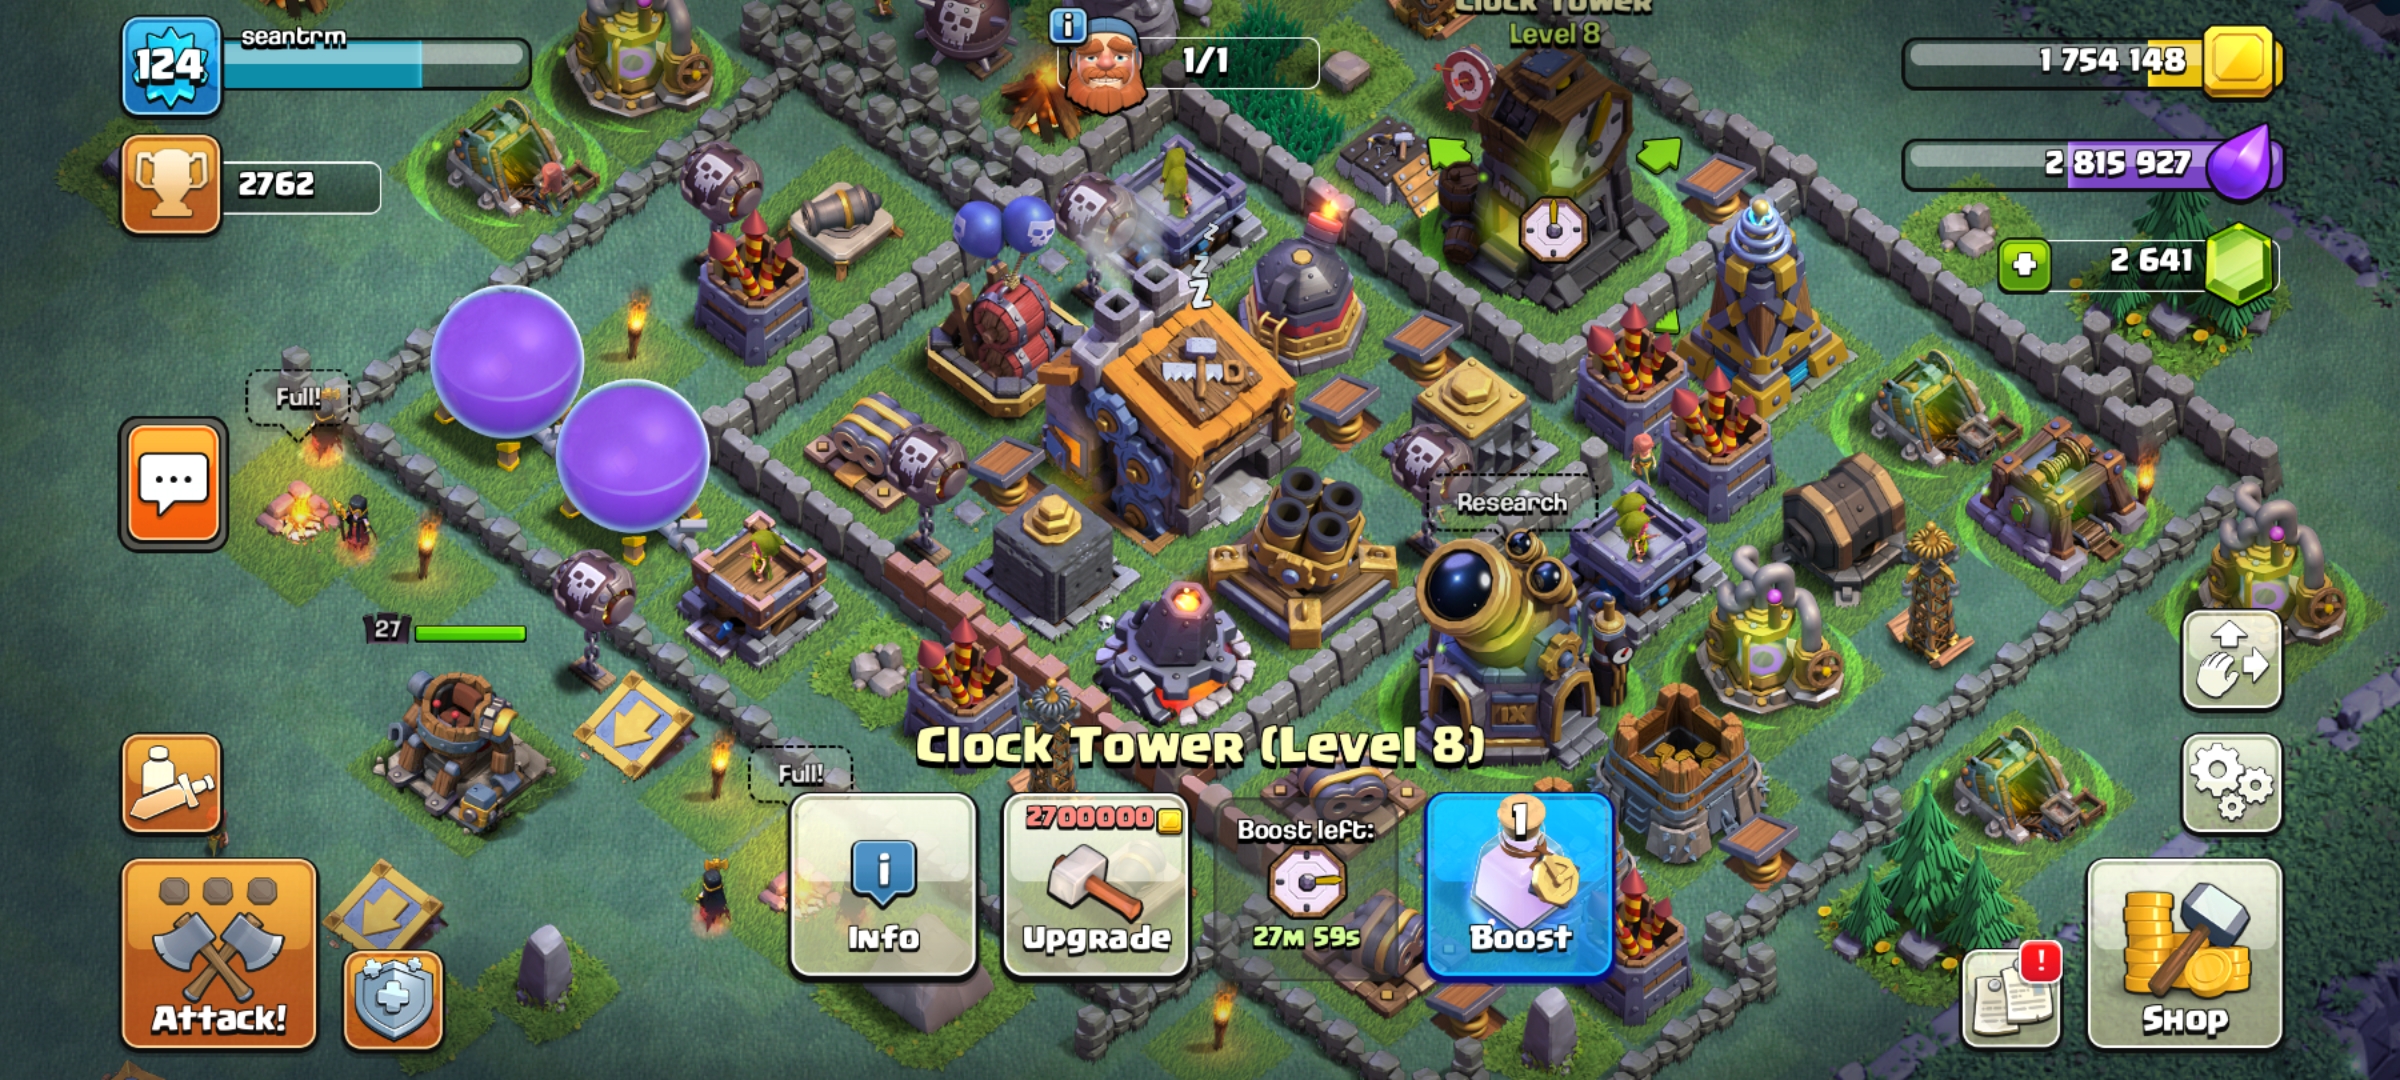 Clock Tower
Level 8
124
seantrm
1/1
1 754 148
2762
2 815 927
2 641
z
z
z
Full!
Research
27
IX
Clock Tower (Level 8)
Full!
Info
2700000
Upgrade
Boost left:
27m 59s
1
Boost
Attack!
!
Shop